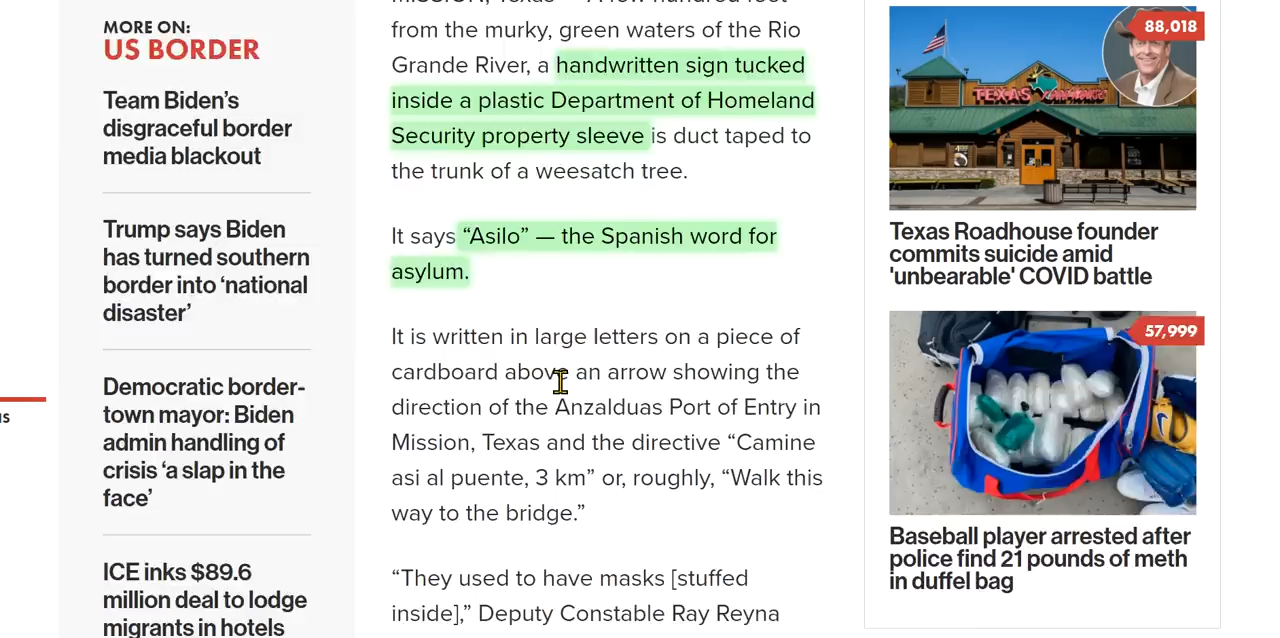 MORE ON:
US BORDER
Team Biden’s
disgraceful border
media blackout
Trump says Biden
has turned southern
border into ‘national
disaster’
Democratic border-
town mayor: Biden
admin handling of
crisis ‘a slap in the
face’
ICE inks $89.6
million deal to lodge
migrants in hotels
from the murky, green waters of the Rio
Grande River, a handwritten sign tucked
inside a plastic Department of Homeland
Security property sleeve is duct taped to
the trunk of a weesatch tree.
It says “Asilo” — the Spanish word for
asylum.
It is written in large letters on a piece of
cardboard above an arrow showing the
direction of the Anzalduas Port of Entry in
Mission, Texas and the directive “Camine
asi al puente, 3 km” or, roughly, “Walk this
way to the bridge.”
“They used to have masks [stuffed
inside],” Deputy Constable Ray Reyna
88,018
TEXAS
Texas Roadhouse founder
commits suicide amid
'unbearable' COVID battle
57,999
Baseball player arrested after
police find 21 pounds of meth
in duffel bag